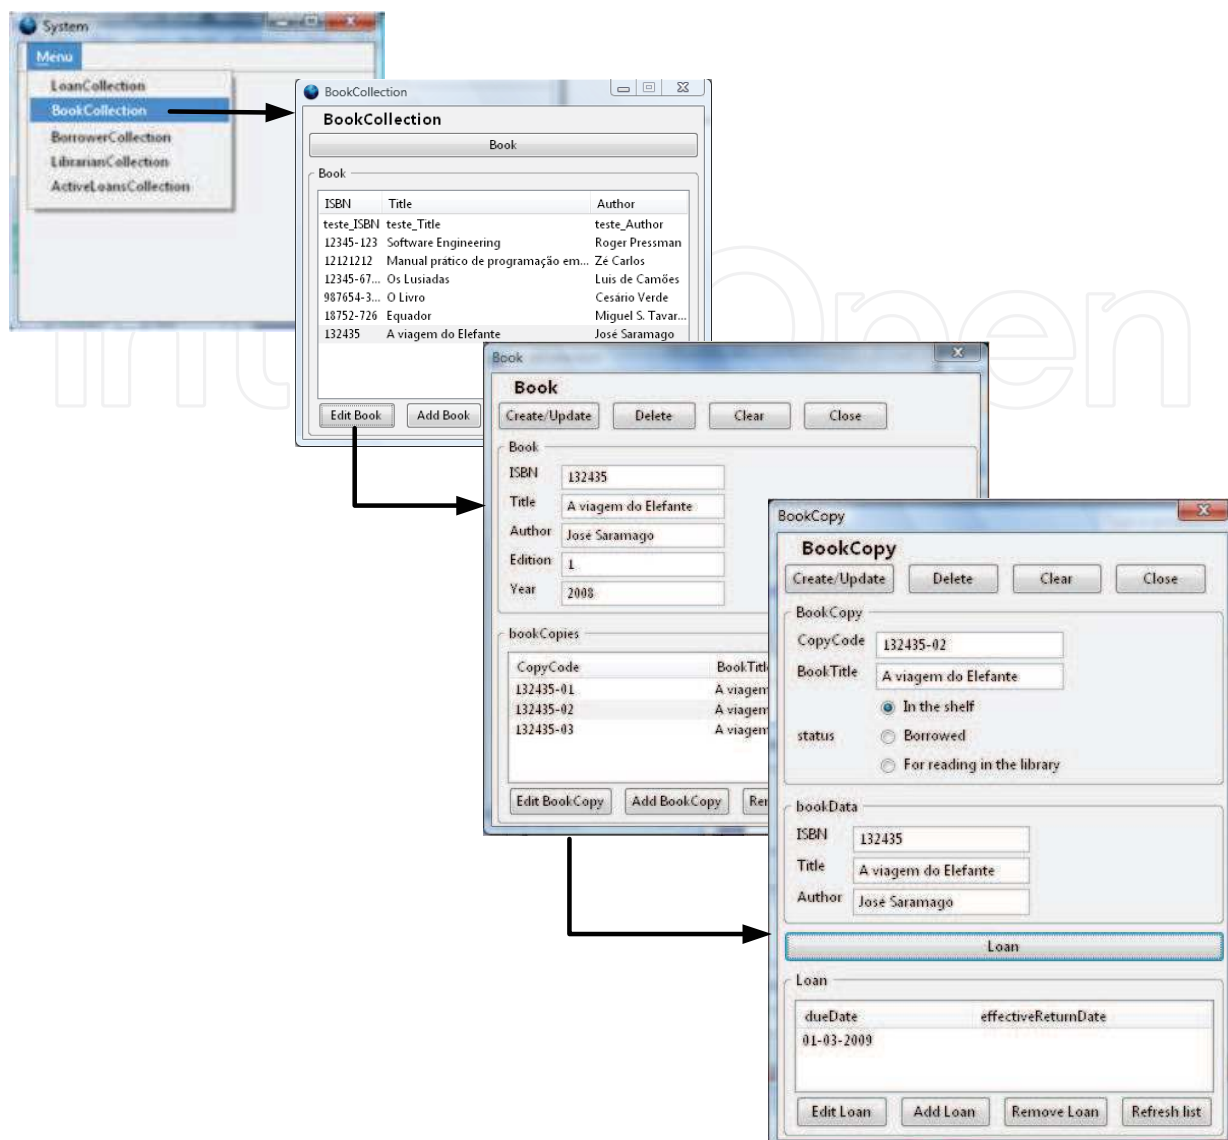 System
Menu
LoanCollection
BookCollection
BorrowerCollection
LibrarianCollection
ActiveLoansCollection
BookCollection
BookCollection
Book
Book
ISBN Title Author
teste_ISBN teste_Title teste_Author
12345-123 Software Engineering Roger Pressman
12121212 Manual prático de programação em... Zé Carlos
12345-67... Os Lusiadas Luis de Camões
987654-3... O Livro Cesário Verde
18752-726 Equador Miguel S. Tavar...
132435 A viagem do Elefante José Saramago
Edit Book Add Book
Book
Book
Create/Update Delete Clear Close
Book
ISBN 132435
Title A viagem do Elefante
Author José Saramago
Edition 1
Year 2008
bookCopies
CopyCode BookTitl
132435-01 A viagem
132435-02 A viagem
132435-03 A viagem
Edit BookCopy Add BookCopy Rer
BookCopy
BookCopy
Create/Update Delete Clear Close
BookCopy
CopyCode 132435-02
BookTitle A viagem do Elefante
In the shelf
status Borrowed
For reading in the library
bookData
ISBN 132435
Title A viagem do Elefante
Author José Saramago
Loan
Loan
dueDate effectiveReturnDate
01-03-2009
Edit Loan Add Loan Remove Loan Refresh list